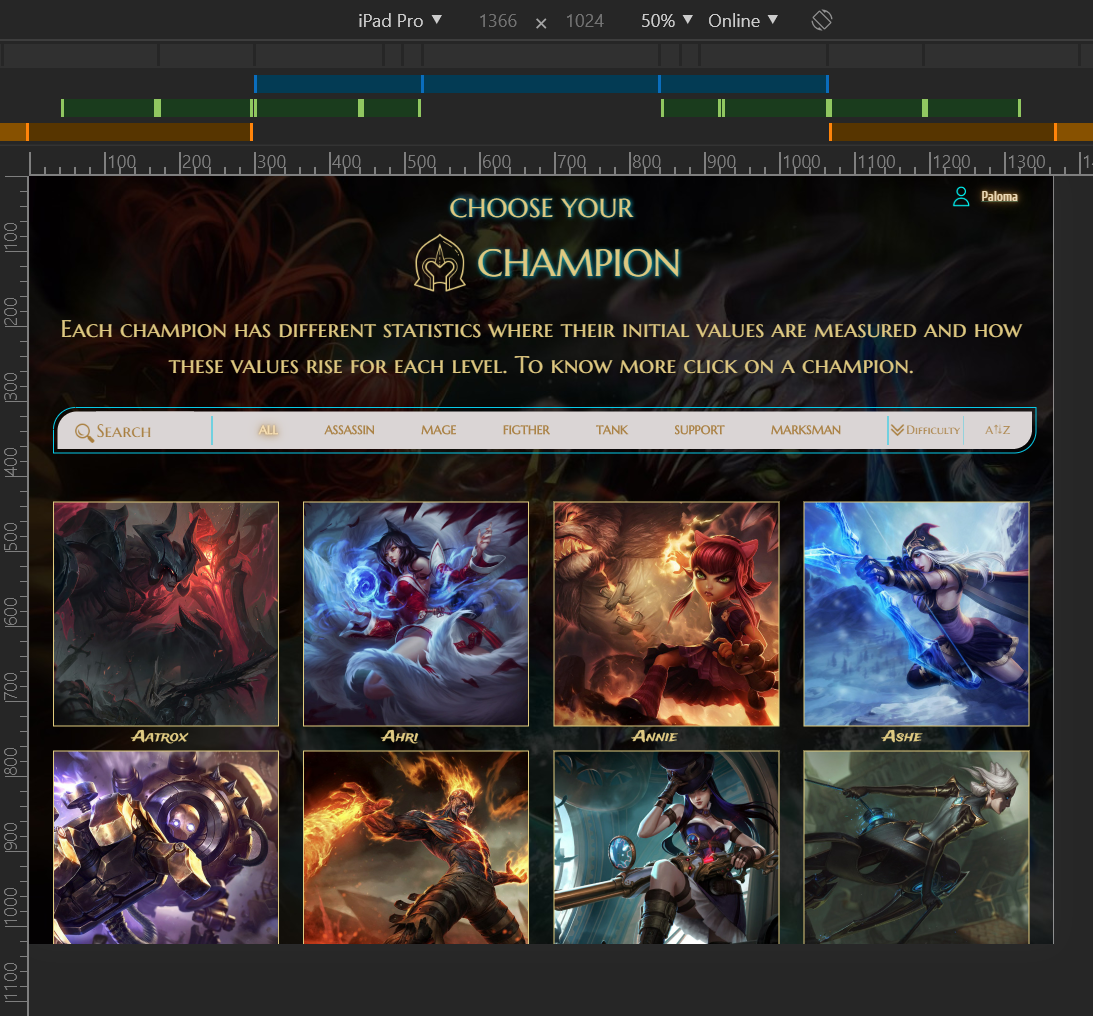 iPad Pro ▼ 1366 × 1024 50% ▼ Online ▼
100 200 300 400 500 600 700 800 900 1000 1100 1200 1300
Paloma
CHOOSE YOUR
CHAMPION
Each champion has different statistics where their initial values are measured and how
these values rise for each level. To know more click on a champion.
Search ALL ASSASSIN MAGE FIGTHER TANK SUPPORT MARKSMAN Difficulty A⇅Z
Aatrox Ahri Annie Ashe
100
200
300
400
500
600
700
800
900
1000
1100